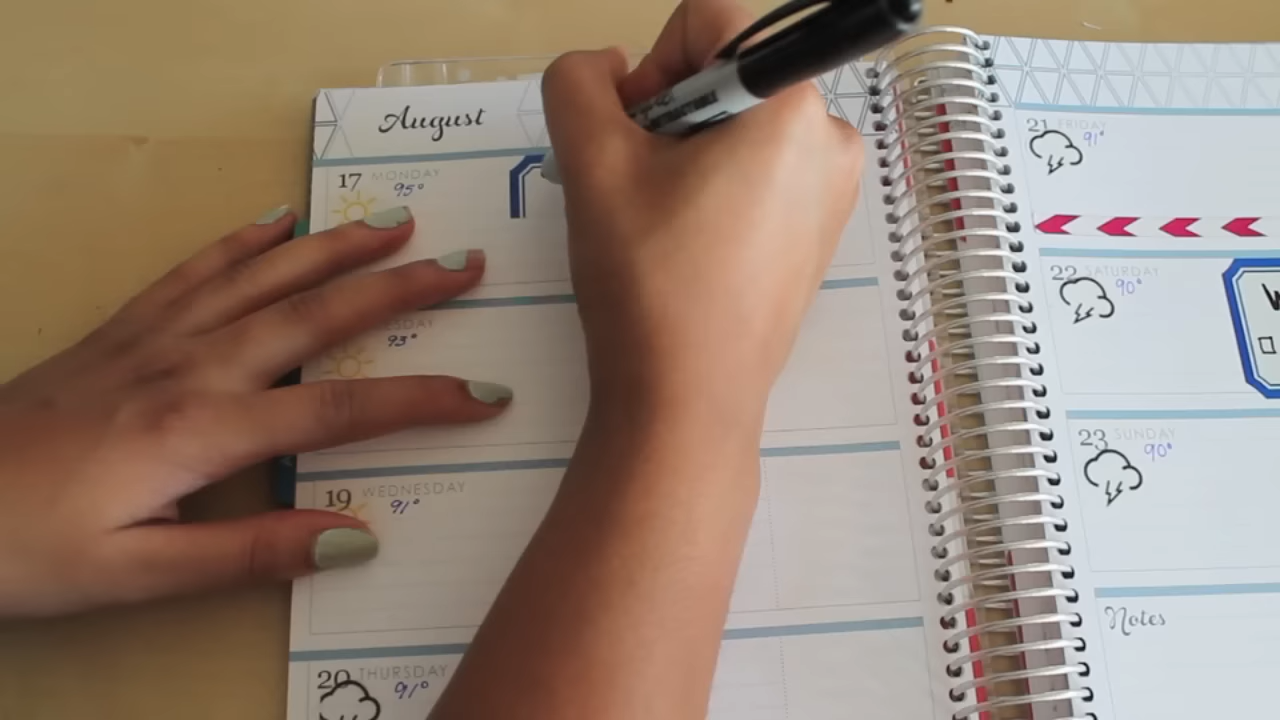 August
17 MONDAY
95°
93°
19 WEDNESDAY
91°
20 THURSDAY
91°
21 FRIDAY
91°
22 SATURDAY
90°
23 SUNDAY
90°
Notes